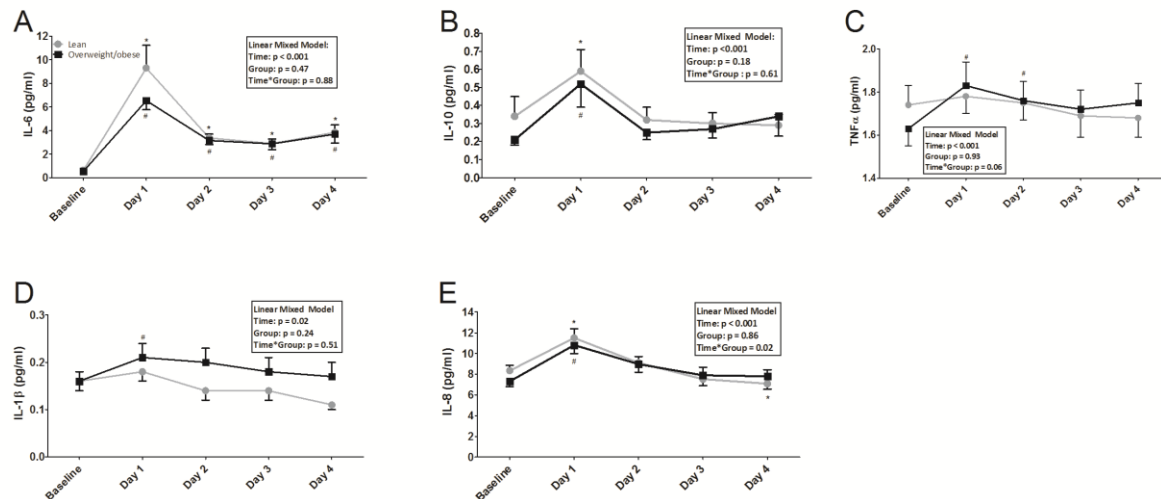 A
Lean
Overweight/obese
Linear Mixed Model:
Time: p < 0.001
Group: p = 0.47
Time*Group: p = 0.88
IL-6 (pg/ml)
12
10
8
6
4
2
0
*
#
*
#
*
#
*
#
Baseline
Day 1
Day 2
Day 3
Day 4
B
Linear Mixed Model:
Time: p <0.001
Group: p = 0.18
Time*Group : p = 0.61
IL-10 (pg/ml)
0.8
0.7
0.6
0.5
0.4
0.3
0.2
0.1
0.0
*
#
Baseline
Day 1
Day 2
Day 3
Day 4
C
TNFα (pg/ml)
2.0
1.8
1.6
1.4
#
#
Linear Mixed Model
Time: p < 0.001
Group: p = 0.93
Time*Group: p = 0.06
Baseline
Day 1
Day 2
Day 3
Day 4
D
Linear Mixed Model
Time: p = 0.02
Group: p = 0.24
Time*Group: p = 0.51
IL-1β (pg/ml)
0.3
0.2
0.1
0.0
#
Baseline
Day 1
Day 2
Day 3
Day 4
E
Linear Mixed Model
Time: p < 0.001
Group: p = 0.86
Time*Group = 0.02
IL-8 (pg/ml)
14
12
10
8
6
4
2
0
*
#
*
Baseline
Day 1
Day 2
Day 3
Day 4